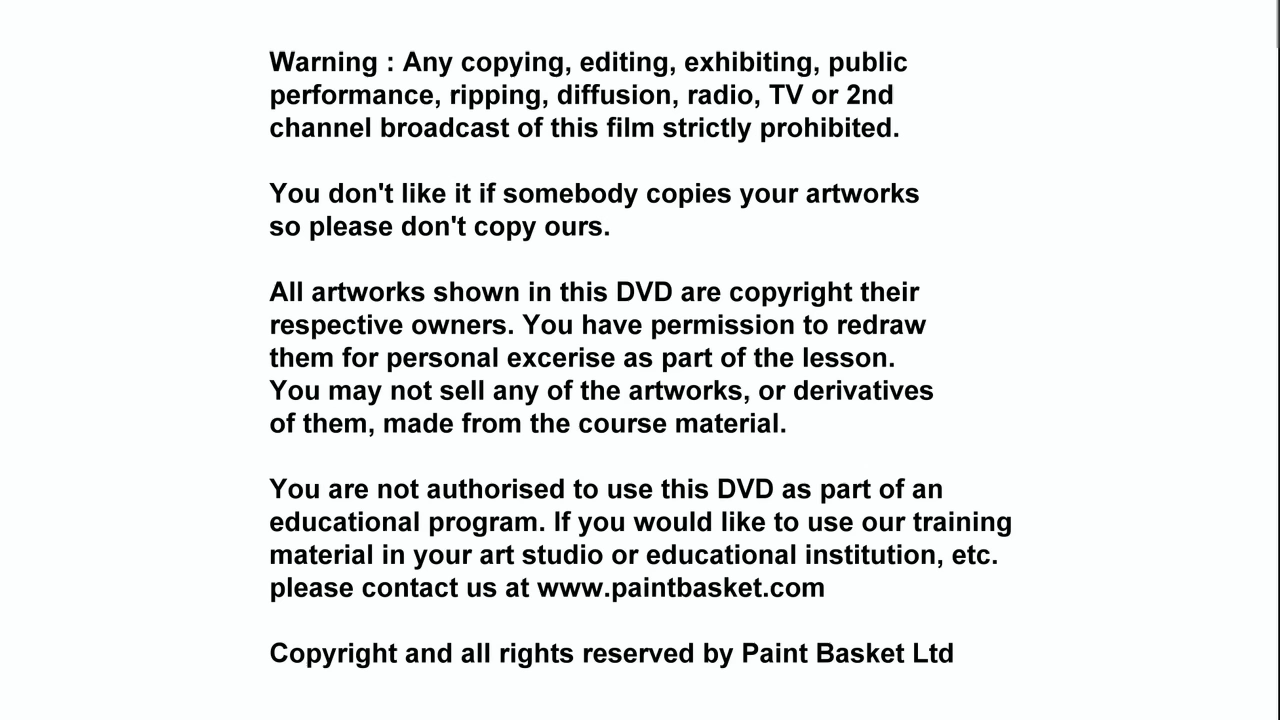 Warning : Any copying, editing, exhibiting, public
performance, ripping, diffusion, radio, TV or 2nd
channel broadcast of this film strictly prohibited.
You don't like it if somebody copies your artworks
so please don't copy ours.
All artworks shown in this DVD are copyright their
respective owners. You have permission to redraw
them for personal excerise as part of the lesson.
You may not sell any of the artworks, or derivatives
of them, made from the course material.
You are not authorised to use this DVD as part of an
educational program. If you would like to use our training
material in your art studio or educational institution, etc.
please contact us at www.paintbasket.com
Copyright and all rights reserved by Paint Basket Ltd